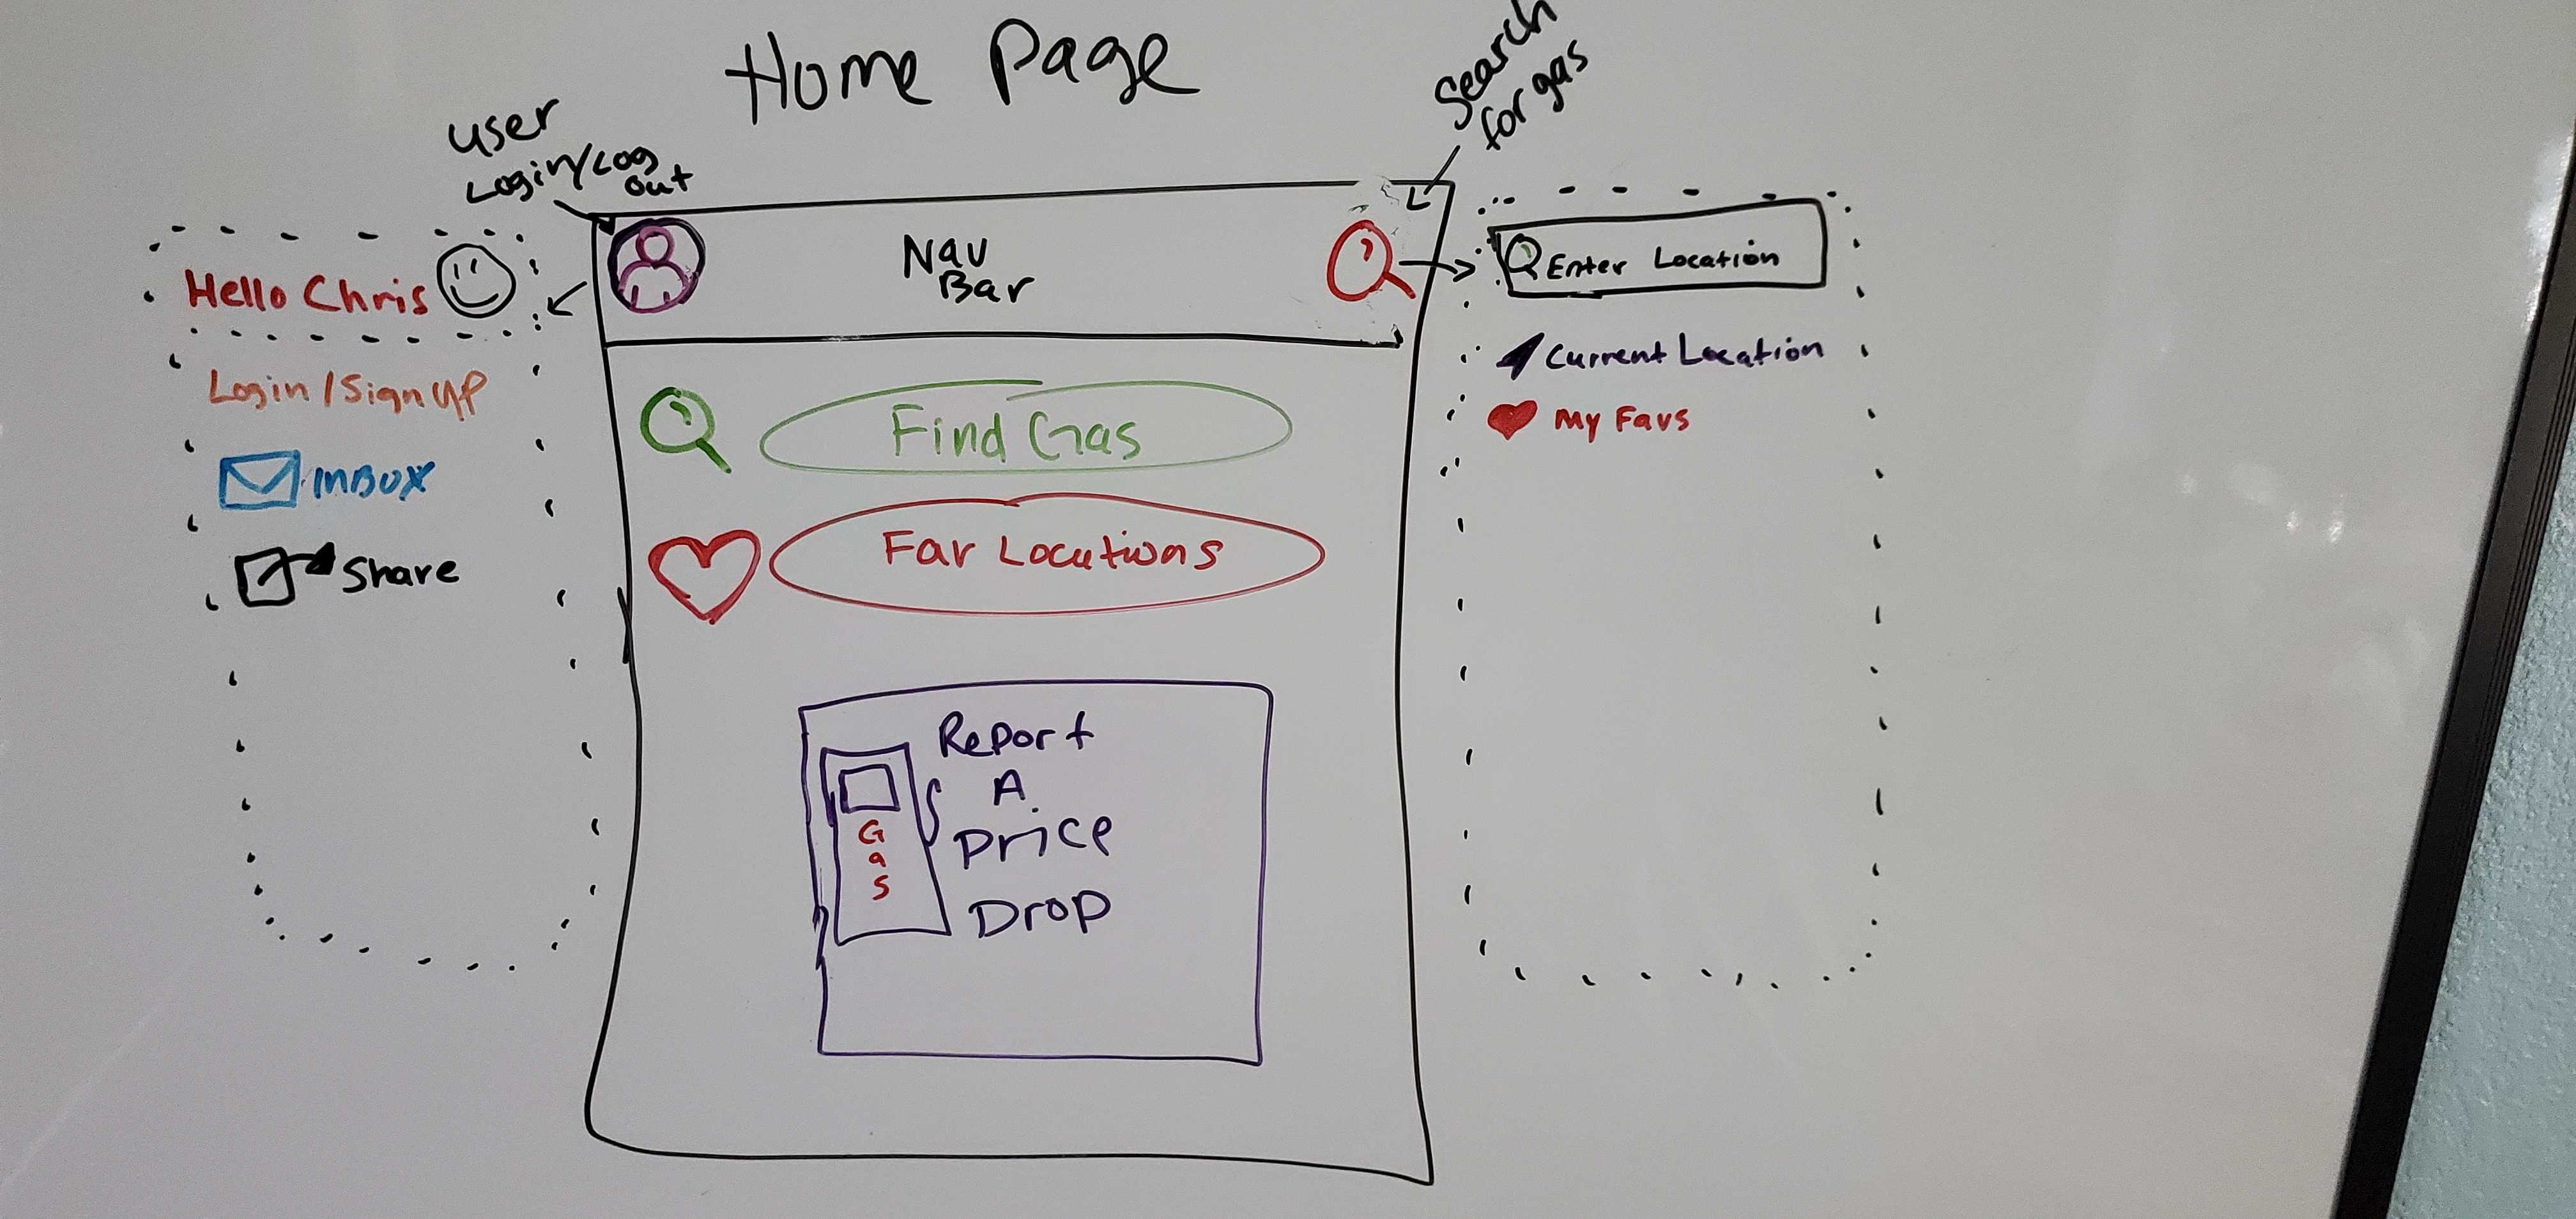 Home Page
user
Login/Log
out
Search
for gas
Nav
Bar
Hello Chris
Login/Sign up
INBOX
Share
Enter Location
Current Location
My Favs
Find Gas
Fav Locations
Report
A
Price
Drop
Gas